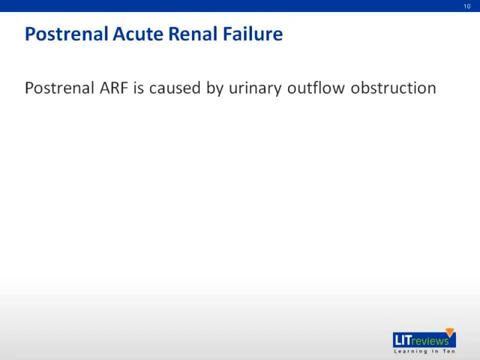 10
Postrenal Acute Renal Failure
Postrenal ARF is caused by urinary outflow obstruction
LITreviews
Learning In Ten